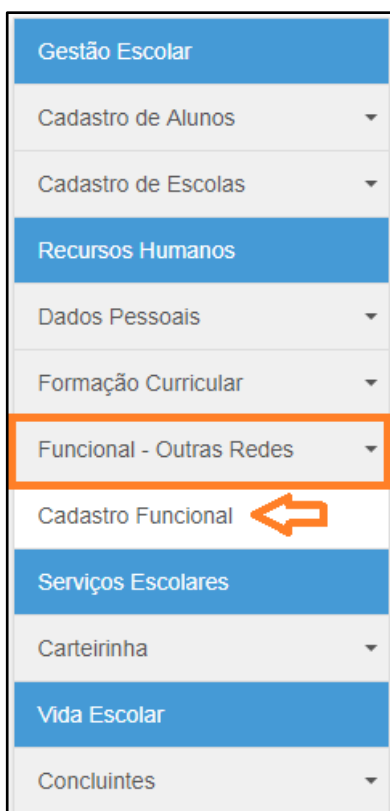 Gestão Escolar
Cadastro de Alunos
Cadastro de Escolas
Recursos Humanos
Dados Pessoais
Formação Curricular
Funcional - Outras Redes
Cadastro Funcional
Serviços Escolares
Carteirinha
Vida Escolar
Concluintes